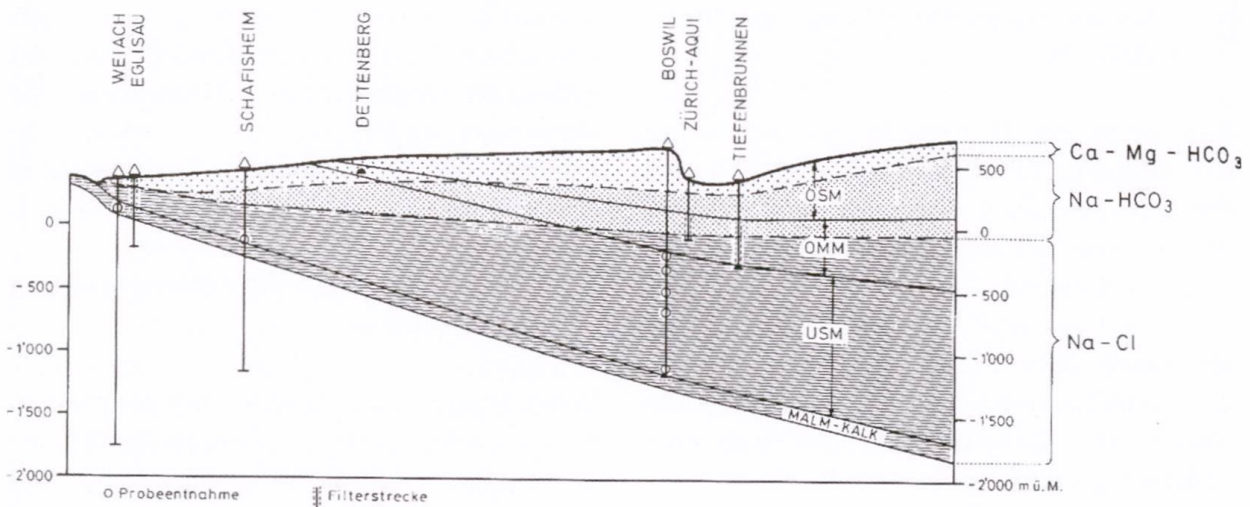 WEIACH
EGLISAU
SCHAFISHEIM
DETTENBERG
BOSWIL
ZÜRICH-AQUI
TIEFENBRUNNEN
Ca - Mg - HCO₃
Na-HCO₃
Na-Cl
0
-500
-1'000
-1'500
-2'000
500
0
-500
-1'000
-1'500
-2'000 m ü.M.
OSM
OMM
USM
MALM-KALK
O Probeentnahme
Filterstrecke